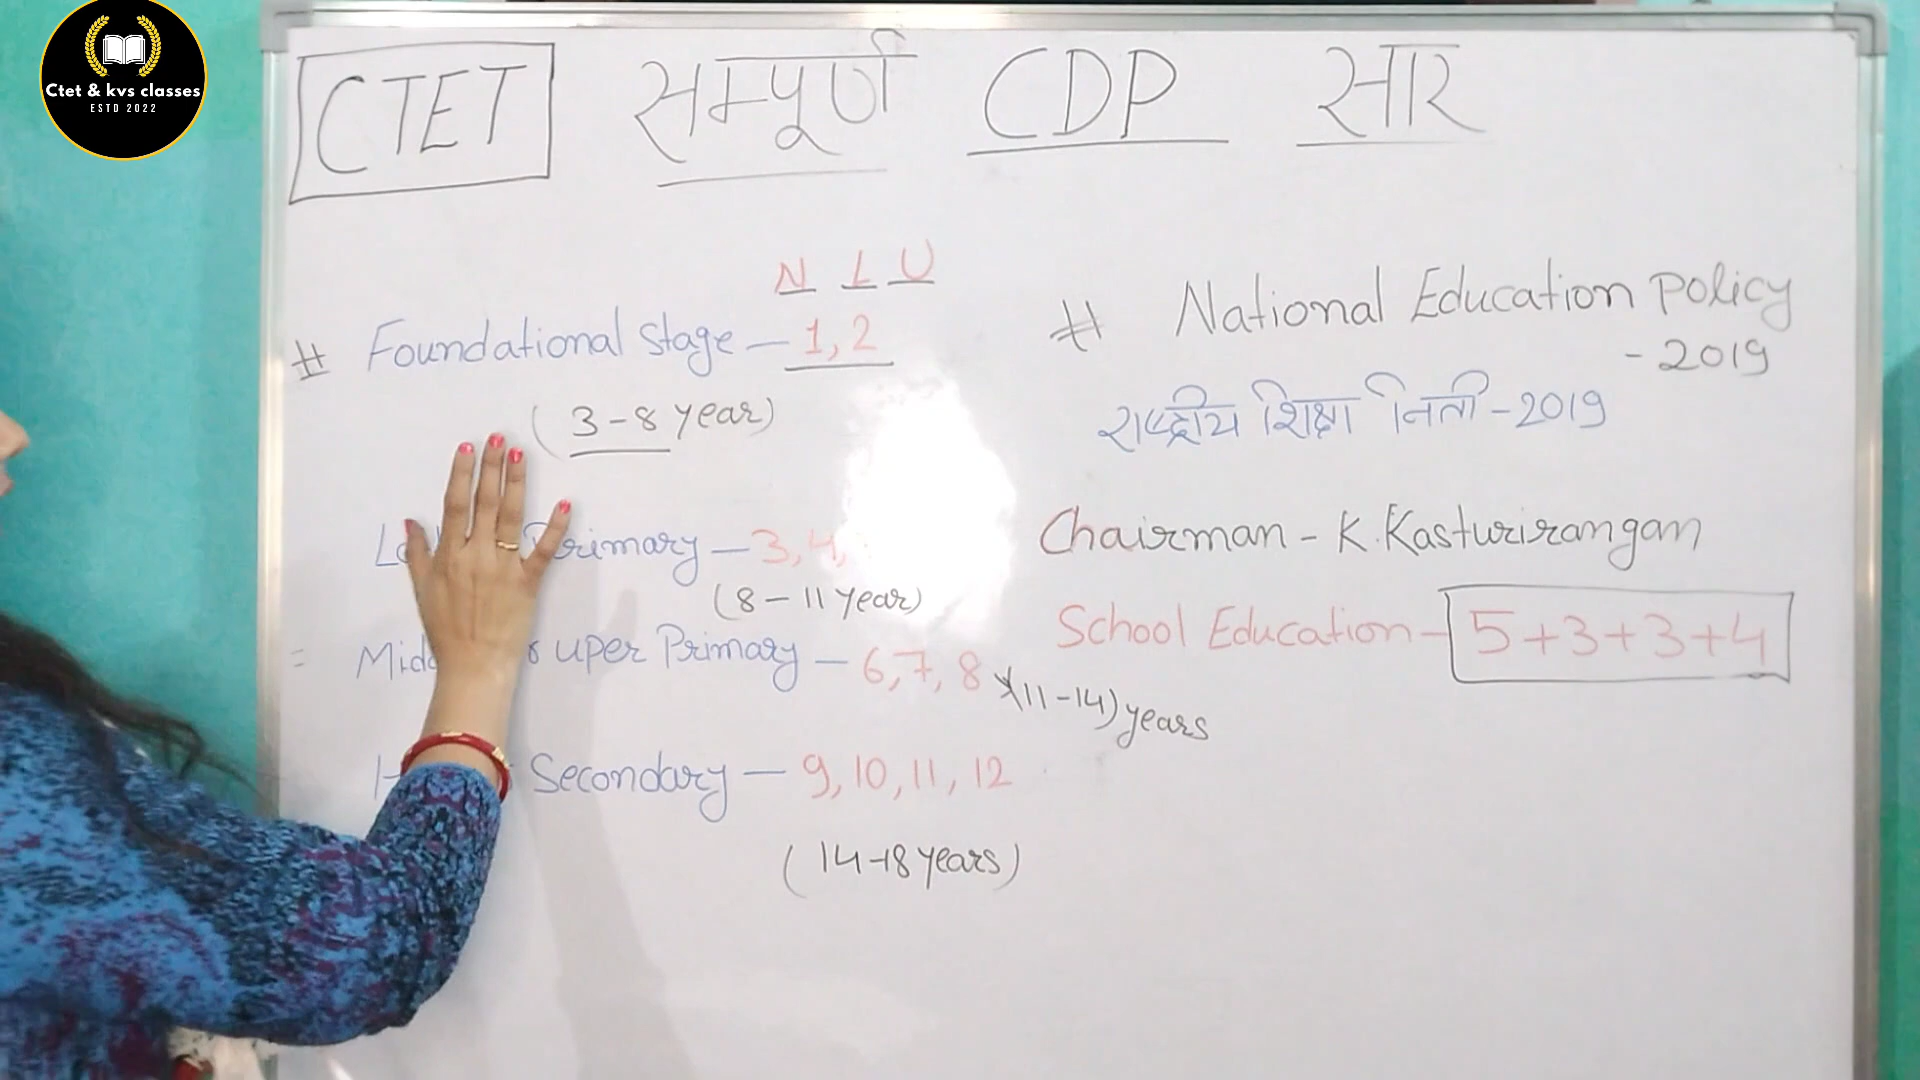 Ctet & kvs classes
ESTD 2022
CTET सम्पूर्ण CDP सार
N L U
# Foundational Stage - 1, 2
(3-8 year)
Primary - 3, 4,
(8-11 year)
= uper Primary - 6, 7, 8 (11-14) years
Secondary - 9, 10, 11, 12
(14-18 years)
# National Education Policy
- 2019
राष्ट्रीय शिक्षा निती - 2019
Chairman - K. Kasturirangan
School Education - 5+3+3+4